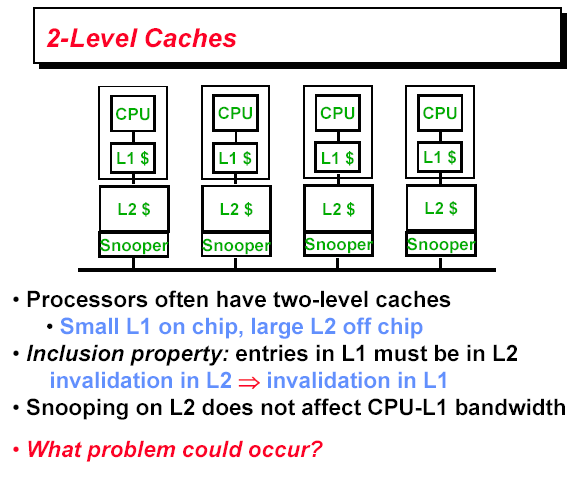 2-Level Caches
CPU CPU CPU CPU
L1 $ L1 $ L1 $ L1 $
L2 $ L2 $ L2 $ L2 $
Snooper Snooper Snooper Snooper
• Processors often have two-level caches
• Small L1 on chip, large L2 off chip
• Inclusion property: entries in L1 must be in L2
invalidation in L2 ⇒ invalidation in L1
• Snooping on L2 does not affect CPU-L1 bandwidth
• What problem could occur?